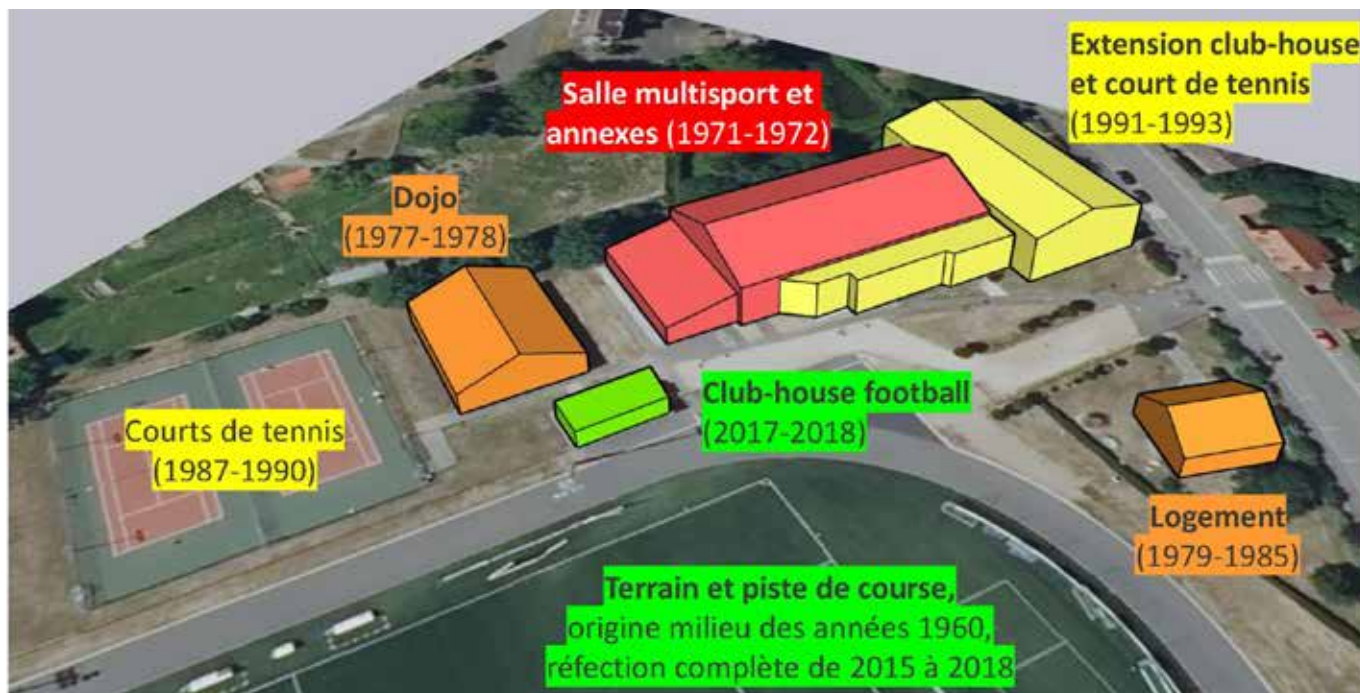 Extension club-house
et court de tennis
(1991-1993)
Salle multisport et
annexes (1971-1972)
Dojo
(1977-1978)
Courts de tennis
(1987-1990)
Club-house football
(2017-2018)
Logement
(1979-1985)
Terrain et piste de course,
origine milieu des années 1960,
réfection complète de 2015 à 2018